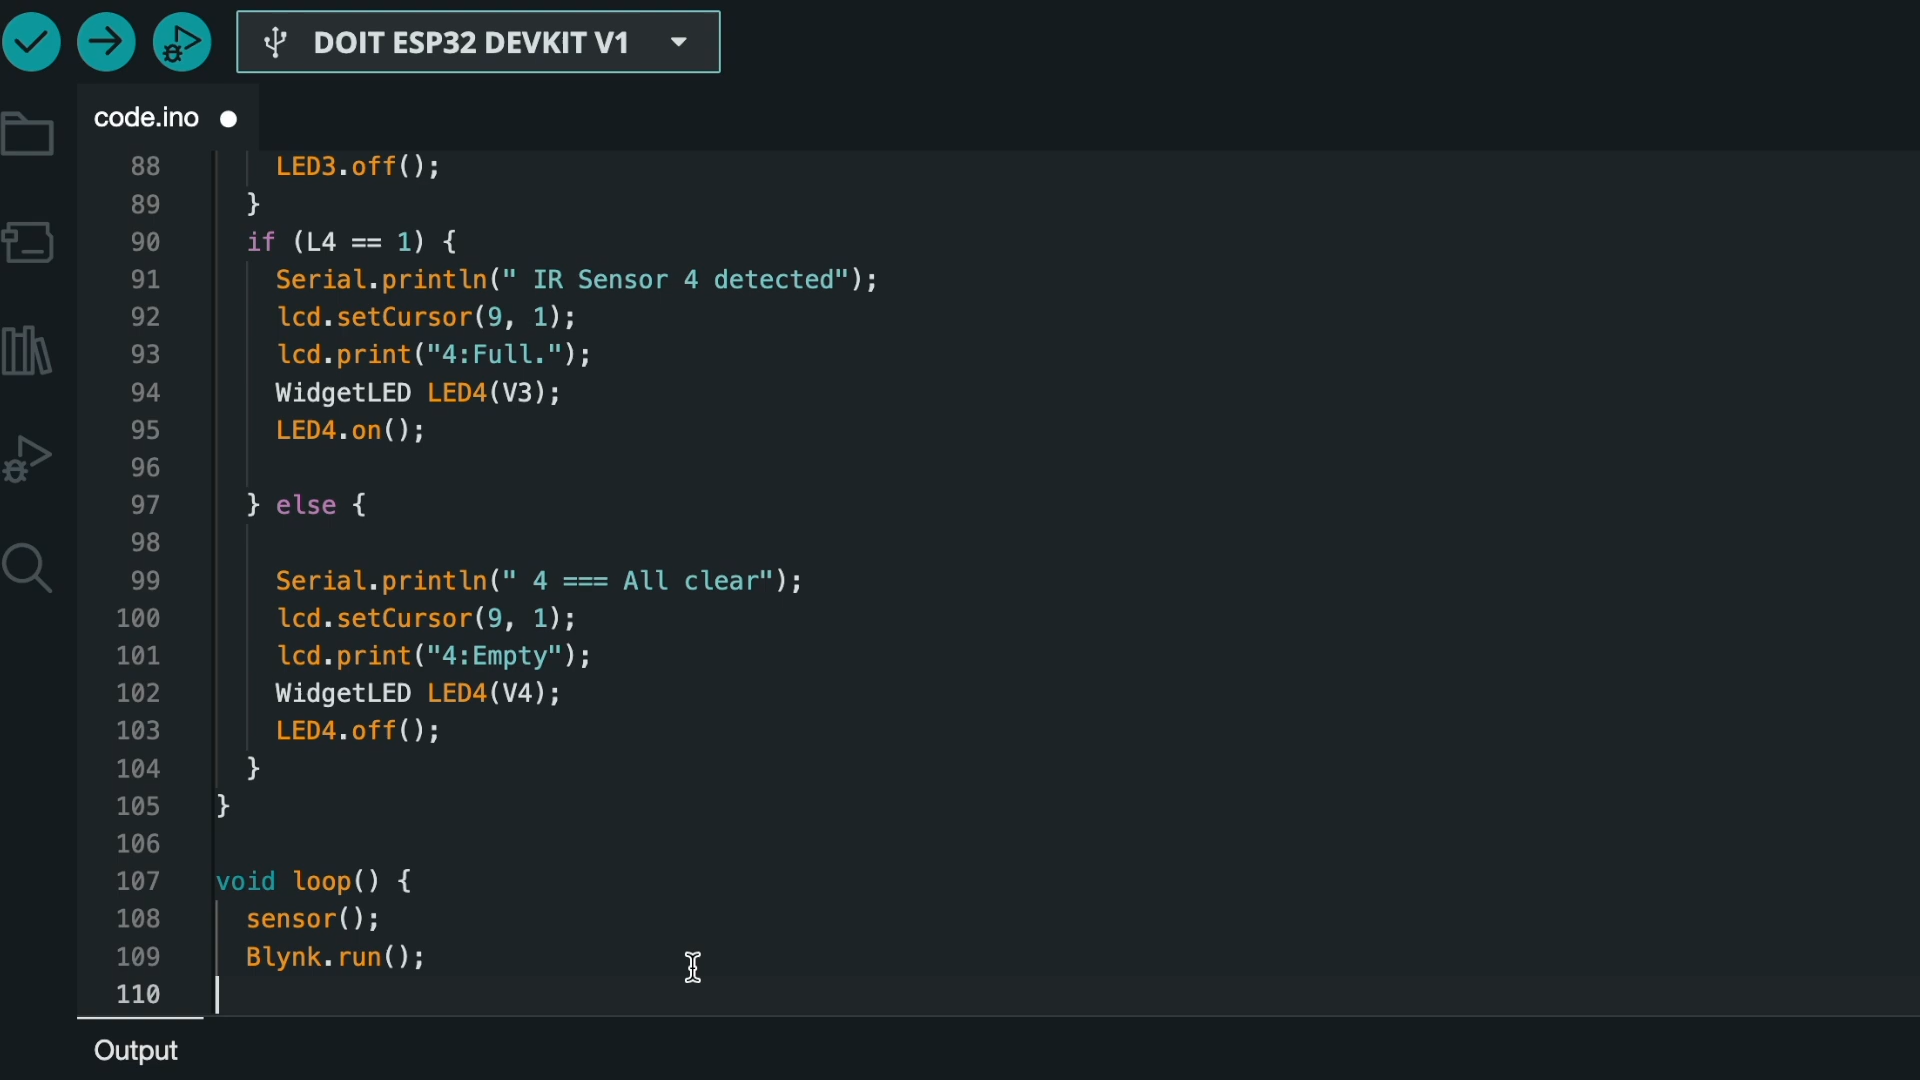 DOIT ESP32 DEVKIT V1
code.ino
88 LED3.off();
89 }
90 if (L4 == 1) {
91 Serial.println(" IR Sensor 4 detected");
92 lcd.setCursor(9, 1);
93 lcd.print("4:Full.");
94 WidgetLED LED4(V3);
95 LED4.on();
96
97 } else {
98
99 Serial.println(" 4 === All clear");
100 lcd.setCursor(9, 1);
101 lcd.print("4:Empty");
102 WidgetLED LED4(V4);
103 LED4.off();
104 }
105 }
106
107 void loop() {
108 sensor();
109 Blynk.run();
110
Output